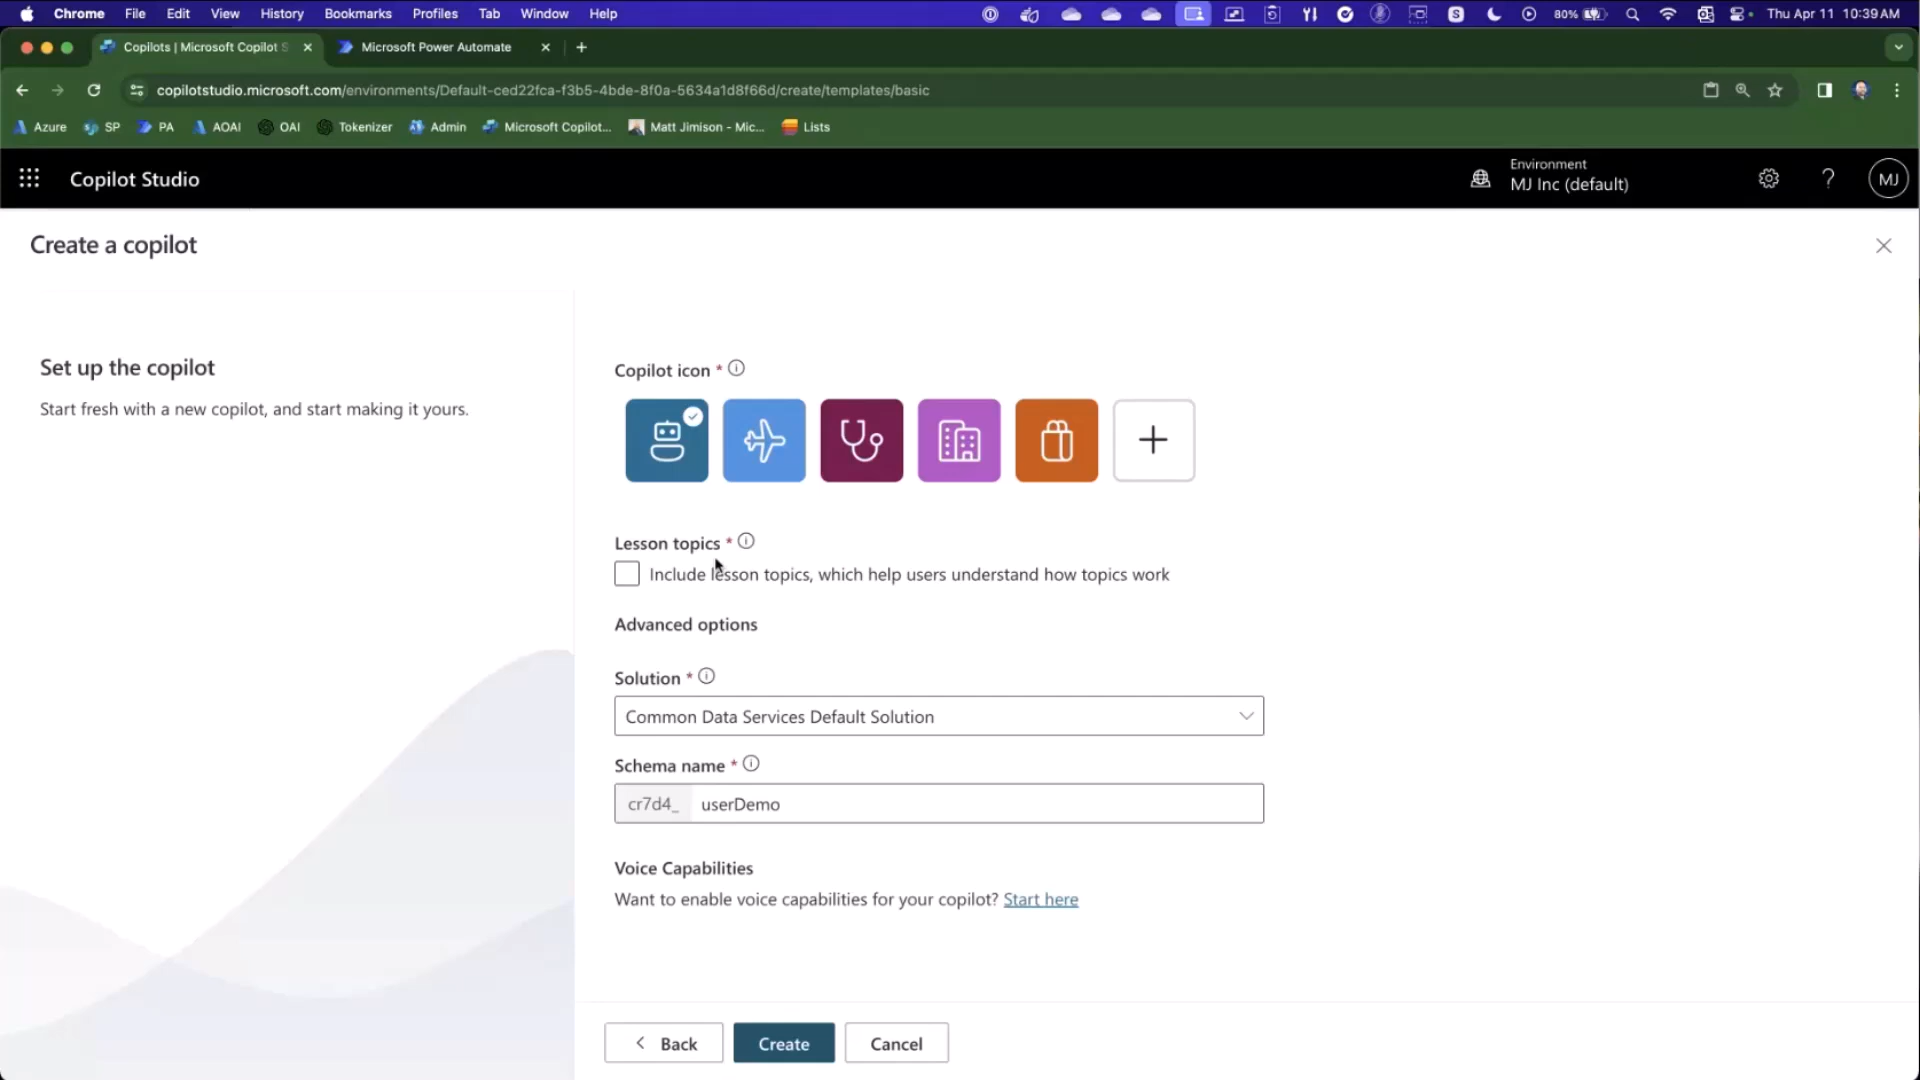 Chrome File Edit View History Bookmarks Profiles Tab Window Help 80% Thu Apr 11 10:39 AM
Copilots | Microsoft Copilot S Microsoft Power Automate
copilotstudio.microsoft.com/environments/Default-ced22fca-f3b5-4bde-8f0a-5634a1d8f66d/create/templates/basic
Azure SP PA AOAI OAI Tokenizer Admin Microsoft Copilot... Matt Jimison - Mic... Lists
Copilot Studio
Environment
MJ Inc (default)
MJ
Create a copilot
Set up the copilot
Start fresh with a new copilot, and start making it yours.
Copilot icon *
Lesson topics *
Include lesson topics, which help users understand how topics work
Advanced options
Solution *
Common Data Services Default Solution
Schema name *
cr7d4_ userDemo
Voice Capabilities
Want to enable voice capabilities for your copilot? Start here
Back Create Cancel